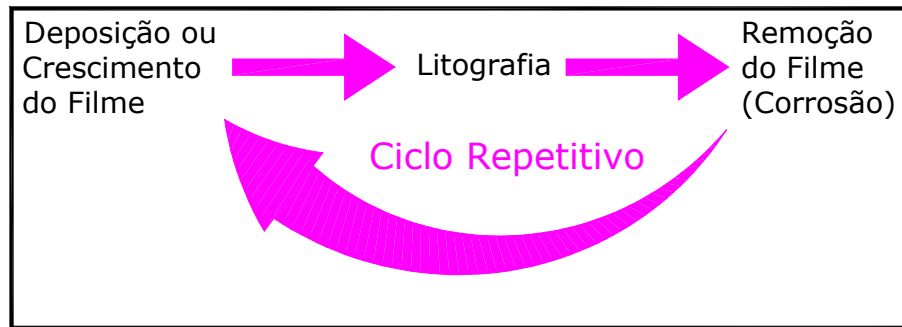 Deposição ou
Crescimento
do Filme
Litografia
Remoção
do Filme
(Corrosão)
Ciclo Repetitivo